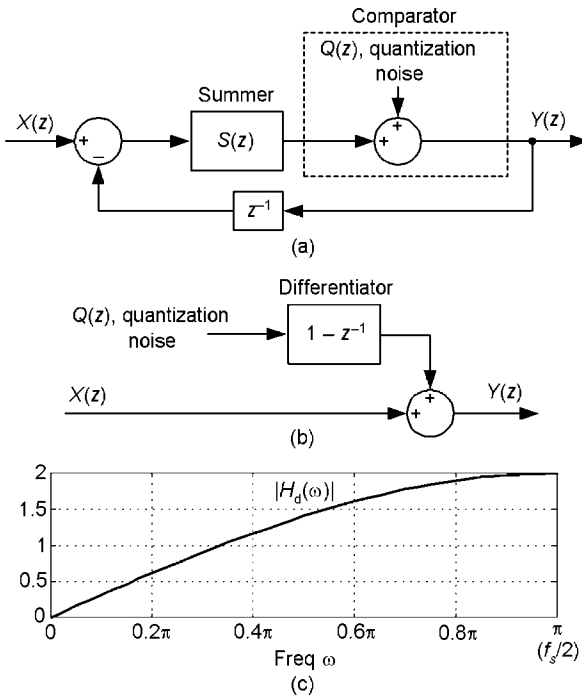 Comparator
Q(z), quantization
noise
Summer
X(z)
Y(z)
+
−
S(z)
+
+
z⁻¹
(a)
Differentiator
Q(z), quantization
noise
1 − z⁻¹
X(z)
Y(z)
+
+
(b)
2
1.5
1
0.5
0
|H_d(ω)|
0 0.2π 0.4π 0.6π 0.8π π
(f_s/2)
Freq ω
(c)